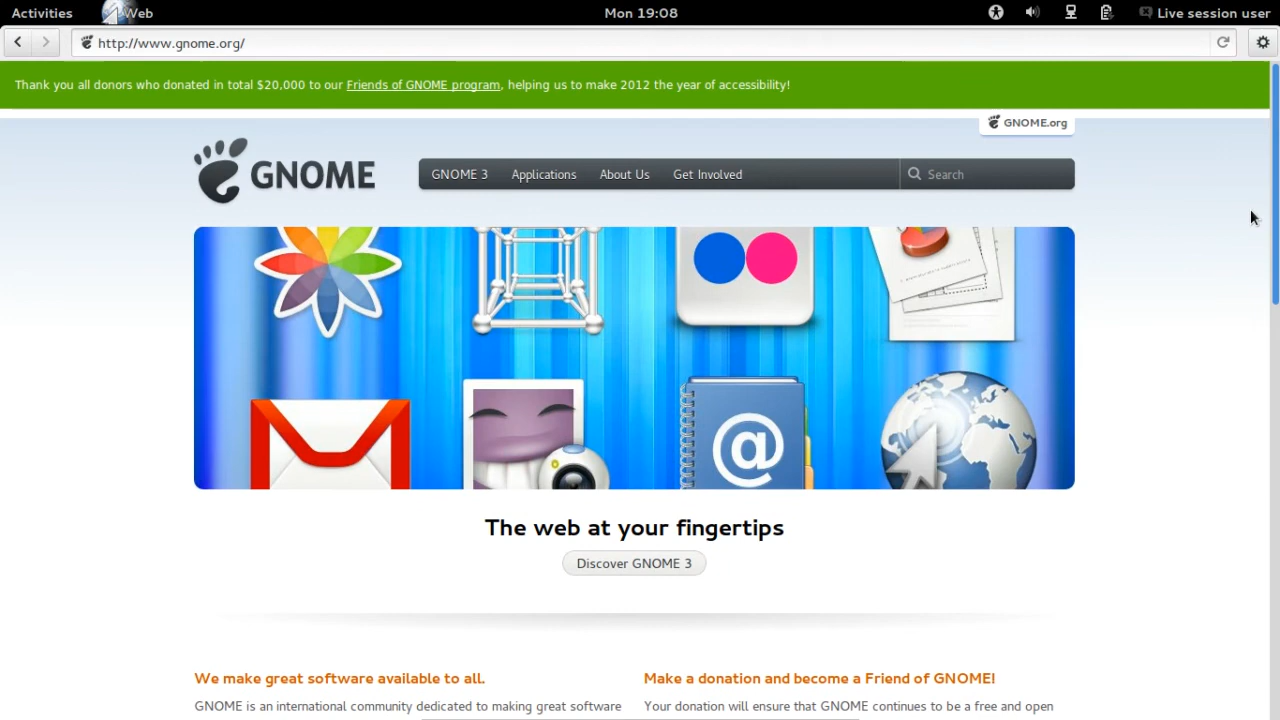 Activities Web Mon 19:08 Live session user
http://www.gnome.org/
Thank you all donors who donated in total $20,000 to our Friends of GNOME program, helping us to make 2012 the year of accessibility!
GNOME.org
GNOME
GNOME 3 Applications About Us Get Involved Search
@
The web at your fingertips
Discover GNOME 3
We make great software available to all.
GNOME is an international community dedicated to making great software
Make a donation and become a Friend of GNOME!
Your donation will ensure that GNOME continues to be a free and open